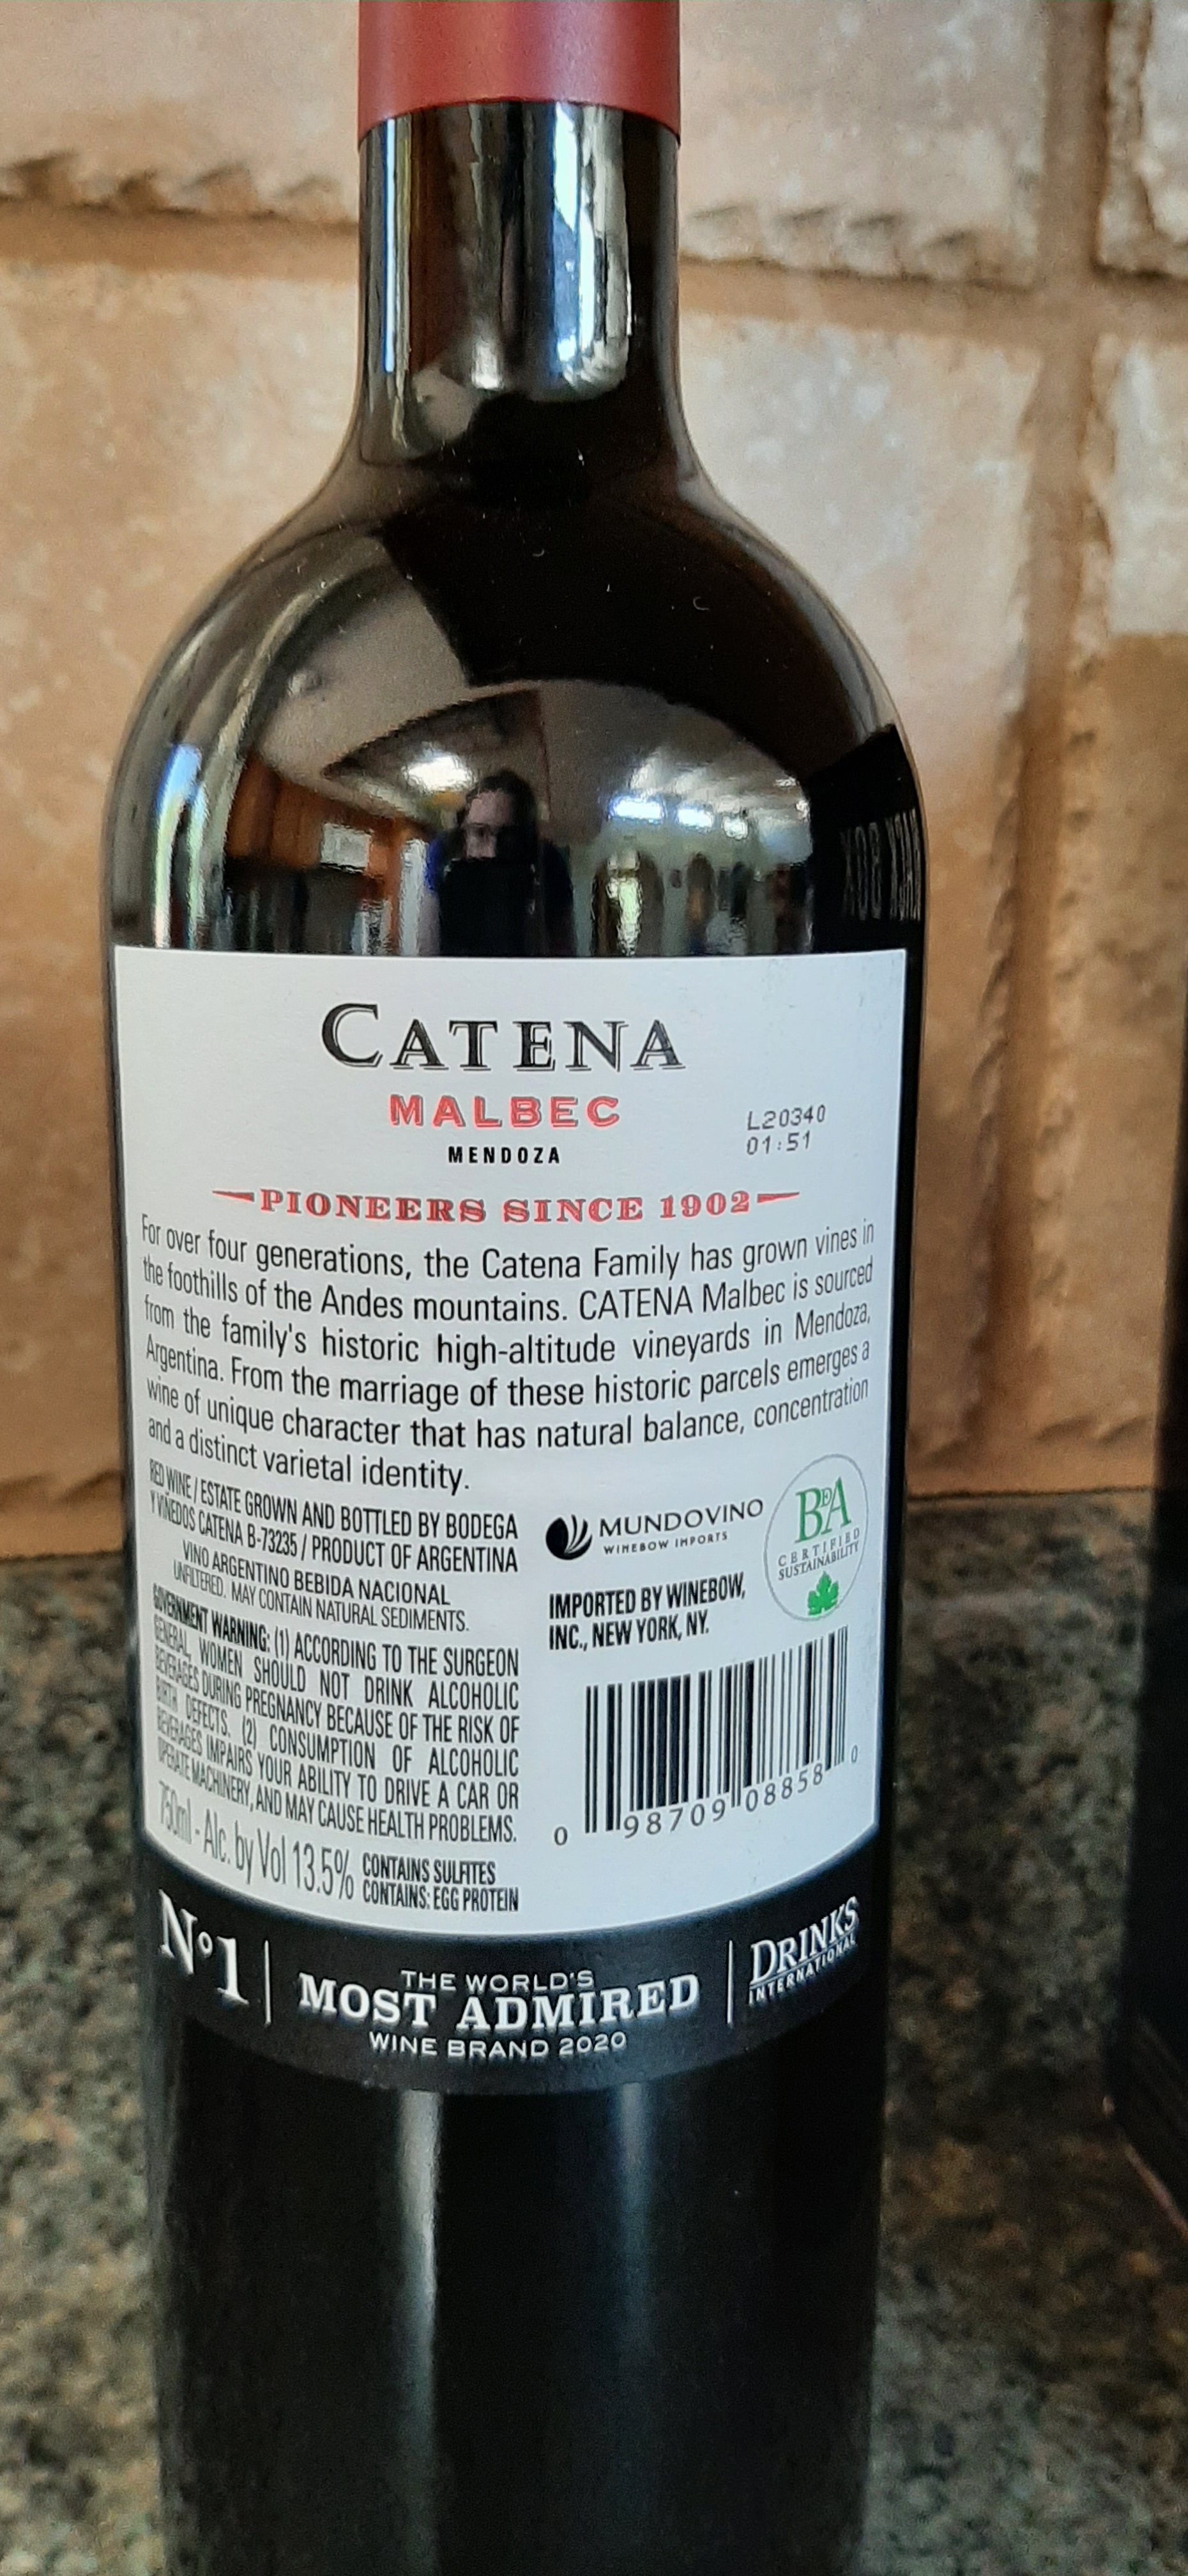 CATENA
MALBEC
MENDOZA
L20340
01:51
PIONEERS SINCE 1902
For over four generations, the Catena Family has grown vines in
the foothills of the Andes mountains. CATENA Malbec is sourced
from the family's historic high-altitude vineyards in Mendoza,
Argentina. From the marriage of these historic parcels emerges a
wine of unique character that has natural balance, concentration
and a distinct varietal identity.
RED WINE / ESTATE GROWN AND BOTTLED BY BODEGA
Y VIÑEDOS CATENA B-73235 / PRODUCT OF ARGENTINA
VINO ARGENTINO BEBIDA NACIONAL
UNFILTERED. MAY CONTAIN NATURAL SEDIMENTS.
GOVERNMENT WARNING: (1) ACCORDING TO THE SURGEON
GENERAL, WOMEN SHOULD NOT DRINK ALCOHOLIC
BEVERAGES DURING PREGNANCY BECAUSE OF THE RISK OF
BIRTH DEFECTS. (2) CONSUMPTION OF ALCOHOLIC
BEVERAGES IMPAIRS YOUR ABILITY TO DRIVE A CAR OR
OPERATE MACHINERY, AND MAY CAUSE HEALTH PROBLEMS.
750ml - Alc. by Vol 13.5%
CONTAINS SULFITES
CONTAINS: EGG PROTEIN
MUNDOVINO
WINEBOW IMPORTS
BDEA
CERTIFIED
SUSTAINABILITY
IMPORTED BY WINEBOW,
INC., NEW YORK, NY.
0 98709 08858 0
Nº1
THE WORLD'S
MOST ADMIRED
WINE BRAND 2020
DRINKS
INTERNATIONAL